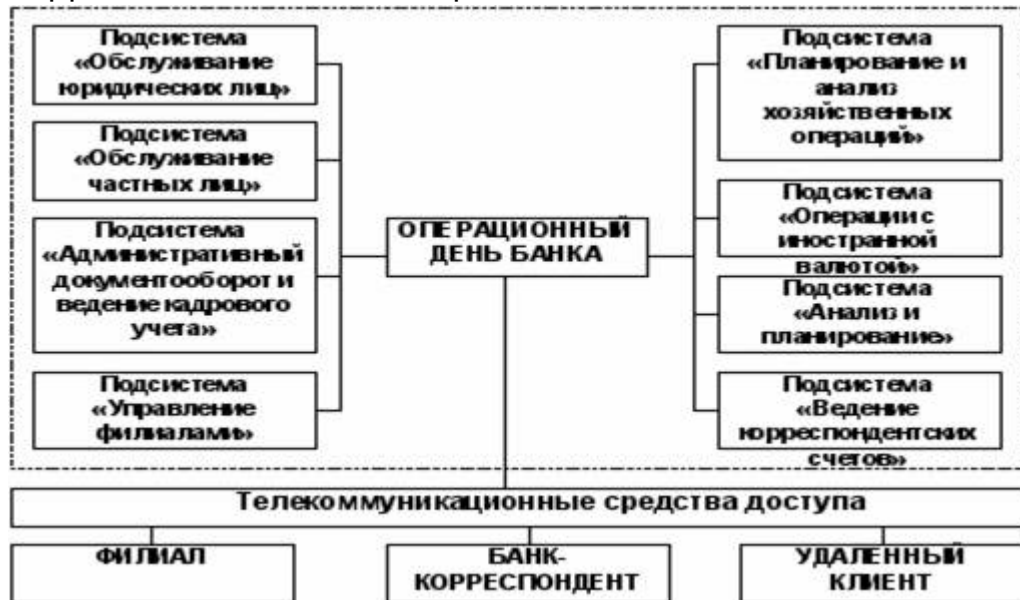 Подсистема
«Обслуживание
юридических лиц»
Подсистема
«Обслуживание
частных лиц»
Подсистема
«Административный
документооборот и
ведение кадрового
учета»
Подсистема
«Управление
филиалами»
ОПЕРАЦИОННЫЙ
ДЕНЬ БАНКА
Подсистема
«Планирование и
анализ
хозяйственных
операций»
Подсистема
«Операции с
иностранной
валютой»
Подсистема
«Анализ и
планирование»
Подсистема
«Ведение
корреспондентских
счетов»
Телекоммуникационные средства доступа
ФИЛИАЛ
БАНК-
КОРРЕСПОНДЕНТ
УДАЛЕННЫЙ
КЛИЕНТ